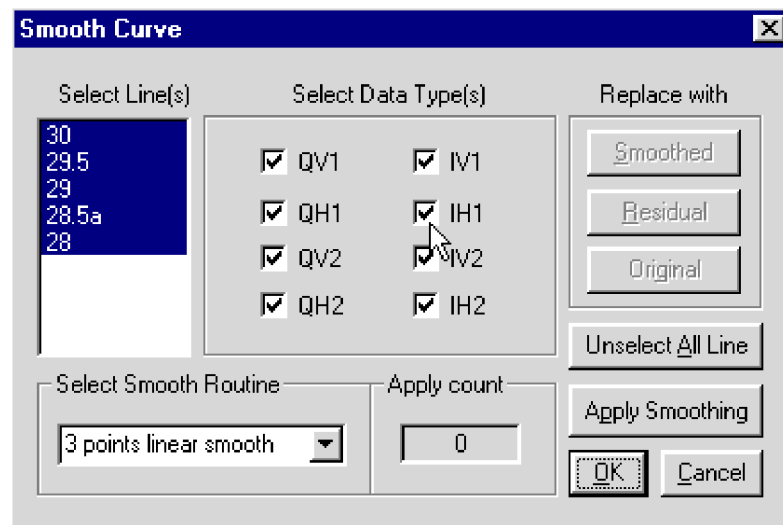 Smooth Curve
Select Line(s)
30
29.5
29
28.5a
28
Select Data Type(s)
QV1 IV1
QH1 IH1
QV2 IV2
QH2 IH2
Replace with
Smoothed
Residual
Original
Unselect All Line
Select Smooth Routine
3 points linear smooth
Apply count
0
Apply Smoothing
OK Cancel